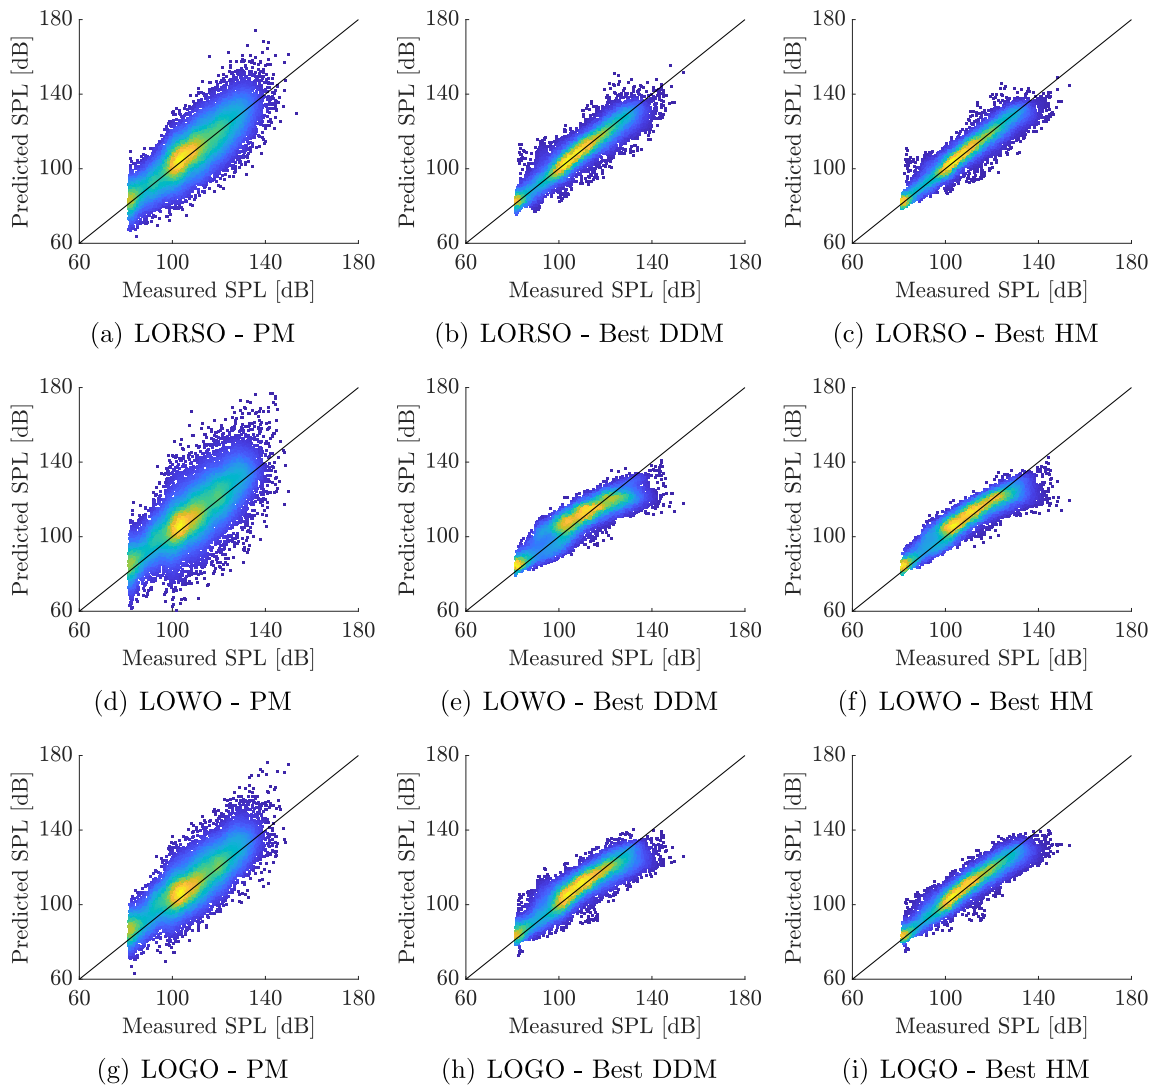 180
140
100
60
60 100 140 180
Predicted SPL [dB]
Measured SPL [dB]
(a) LORSO - PM
180
140
100
60
60 100 140 180
Predicted SPL [dB]
Measured SPL [dB]
(b) LORSO - Best DDM
180
140
100
60
60 100 140 180
Predicted SPL [dB]
Measured SPL [dB]
(c) LORSO - Best HM
180
140
100
60
60 100 140 180
Predicted SPL [dB]
Measured SPL [dB]
(d) LOWO - PM
180
140
100
60
60 100 140 180
Predicted SPL [dB]
Measured SPL [dB]
(e) LOWO - Best DDM
180
140
100
60
60 100 140 180
Predicted SPL [dB]
Measured SPL [dB]
(f) LOWO - Best HM
180
140
100
60
60 100 140 180
Predicted SPL [dB]
Measured SPL [dB]
(g) LOGO - PM
180
140
100
60
60 100 140 180
Predicted SPL [dB]
Measured SPL [dB]
(h) LOGO - Best DDM
180
140
100
60
60 100 140 180
Predicted SPL [dB]
Measured SPL [dB]
(i) LOGO - Best HM